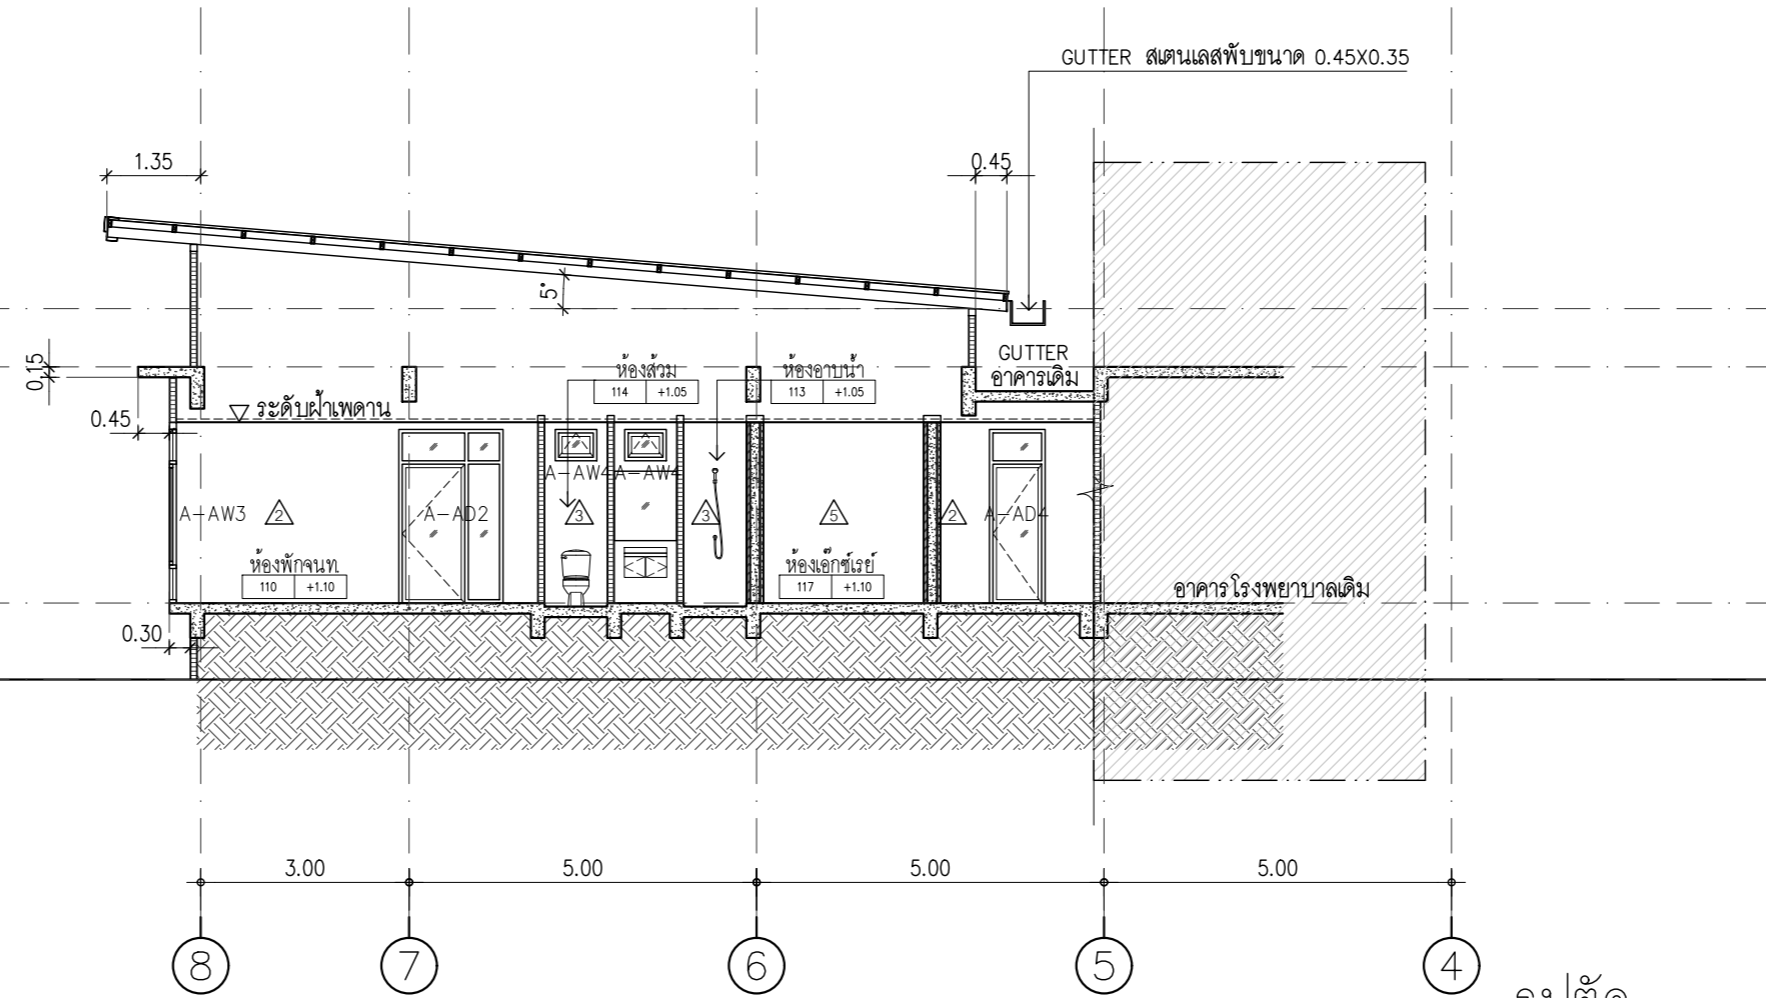 GUTTER สแตนเลสพับขนาด 0.45X0.35
1.35
0.45
5°
0.15
GUTTER
อาคารเดิม
ห้องส้วม
114 +1.05
ห้องอาบน้ำ
113 +1.05
ระดับฝ้าเพดาน
0.45
A-AW4
A-AW4
A-AW3
2
A-AD2
3
3
5
2
A-AD4
ห้องพักจนท.
110 +1.10
ห้องเอ็กซ์เรย์
117 +1.10
อาคารโรงพยาบาลเดิม
0.30
3.00
5.00
5.00
5.00
8
7
6
5
4